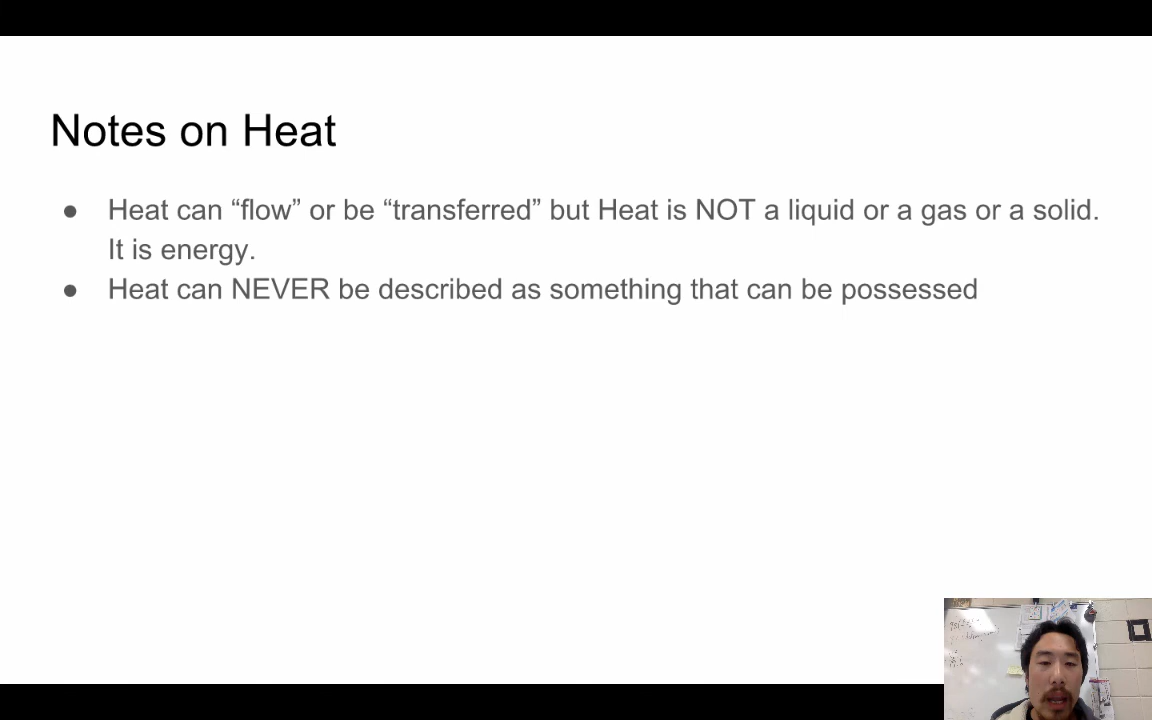 Notes on Heat
● Heat can “flow” or be “transferred” but Heat is NOT a liquid or a gas or a solid.
It is energy.
● Heat can NEVER be described as something that can be possessed